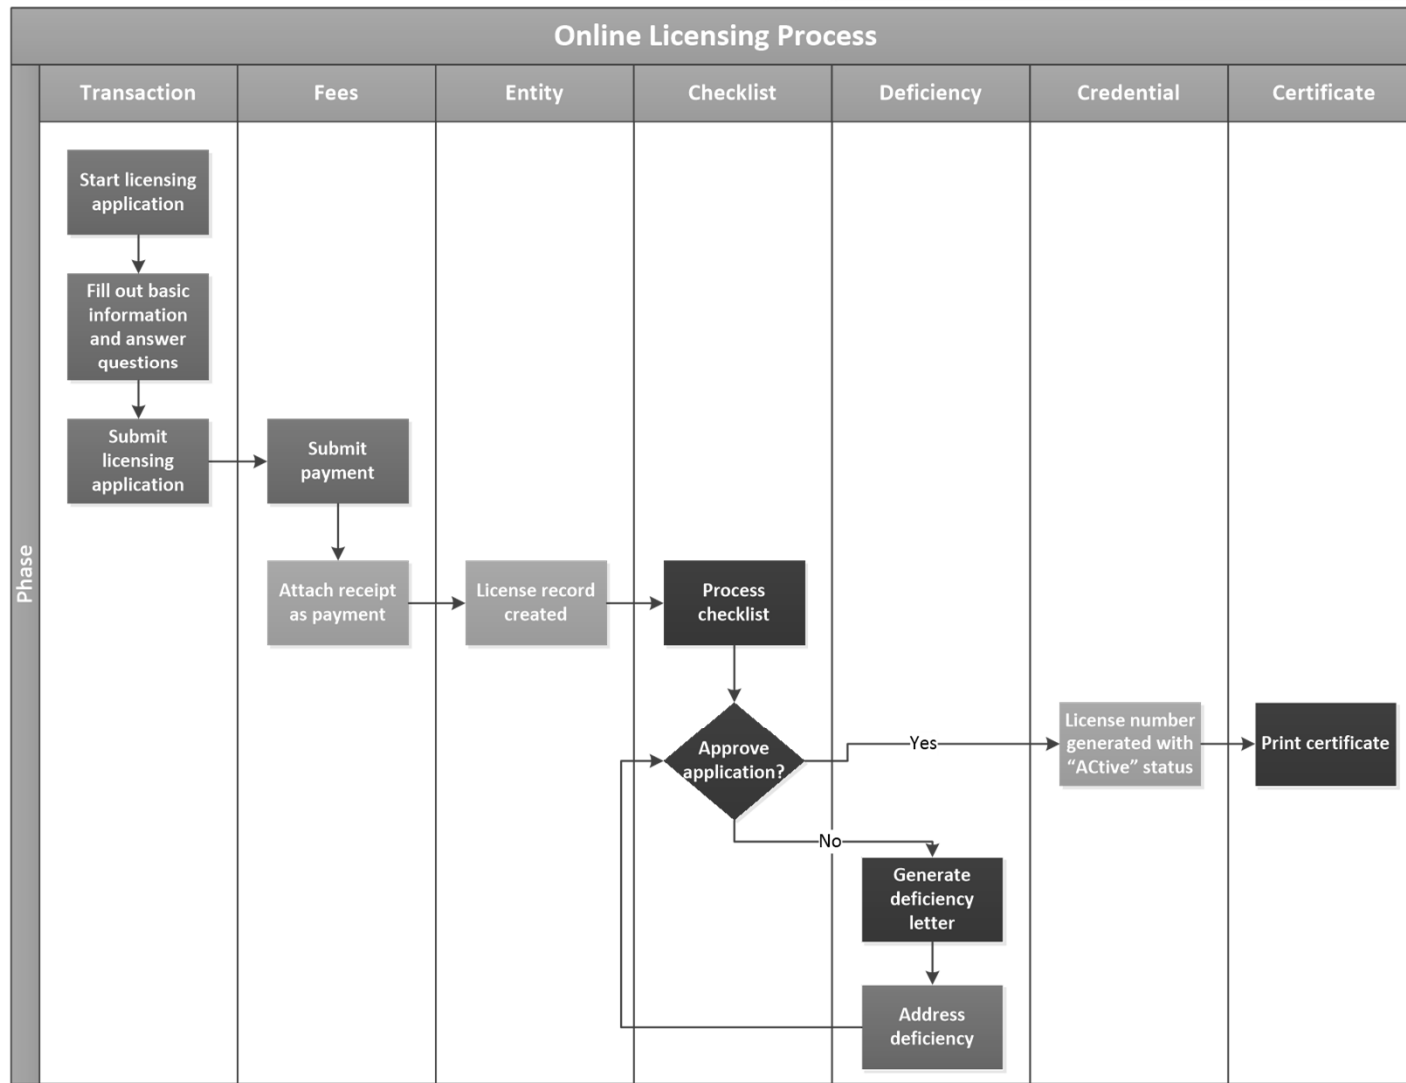 Online Licensing Process
Phase
Transaction
Fees
Entity
Checklist
Deficiency
Credential
Certificate
Start licensing
application
Fill out basic
information
and answer
questions
Submit
licensing
application
Submit
payment
Attach receipt
as payment
License record
created
Process
checklist
Approve
application?
Yes
License number
generated with
“ACtive” status
Print certificate
No
Generate
deficiency
letter
Address
deficiency